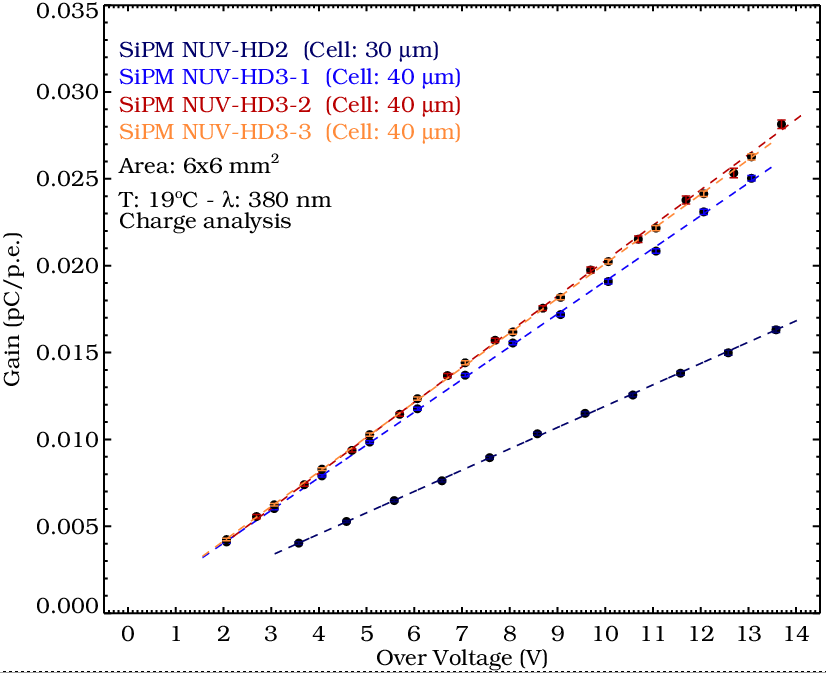 0.035
0.030
0.025
0.020
0.015
0.010
0.005
0.000
Gain (pC/p.e.)
SiPM NUV-HD2 (Cell: 30 µm)
SiPM NUV-HD3-1 (Cell: 40 µm)
SiPM NUV-HD3-2 (Cell: 40 µm)
SiPM NUV-HD3-3 (Cell: 40 µm)
Area: 6x6 mm²
T: 19ºC - λ: 380 nm
Charge analysis
0 1 2 3 4 5 6 7 8 9 10 11 12 13 14
Over Voltage (V)